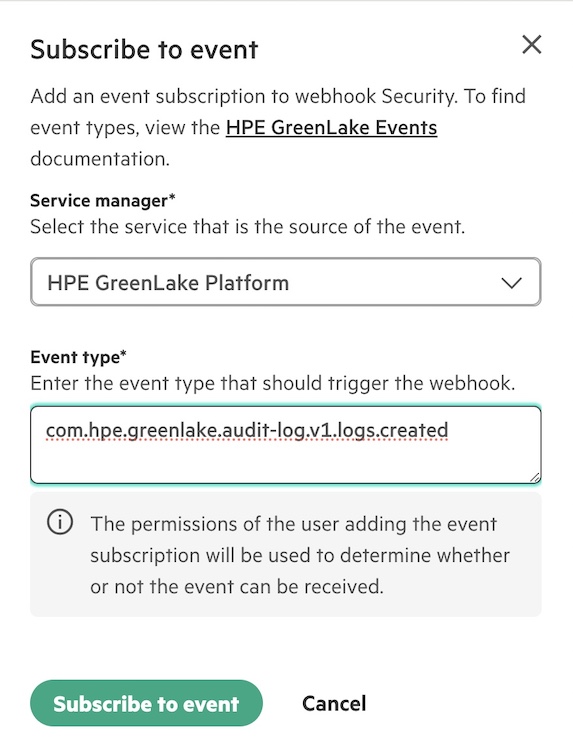 Subscribe to event
Add an event subscription to webhook Security. To find
event types, view the HPE GreenLake Events
documentation.
Service manager*
Select the service that is the source of the event.
HPE GreenLake Platform
Event type*
Enter the event type that should trigger the webhook.
com.hpe.greenlake.audit-log.v1.logs.created
The permissions of the user adding the event
subscription will be used to determine whether
or not the event can be received.
Subscribe to event
Cancel